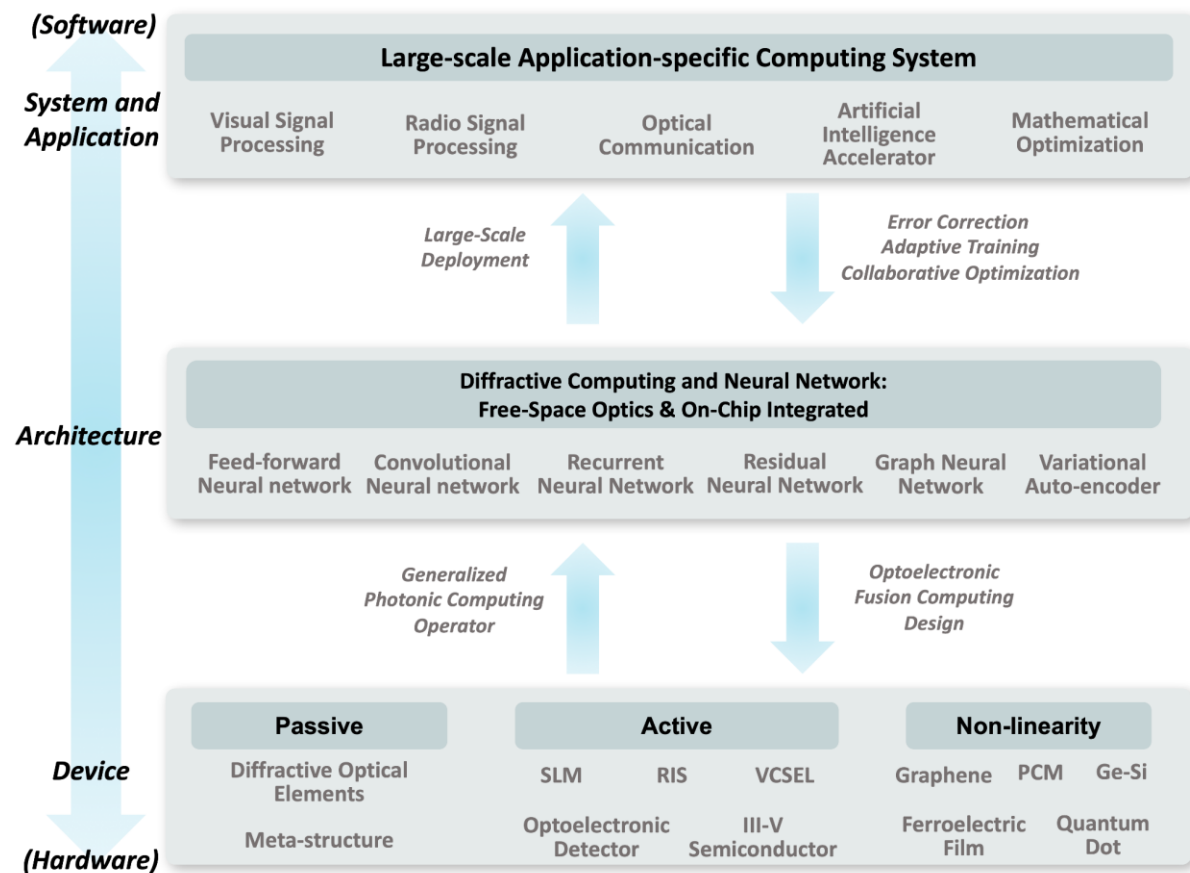 (Software)
Large-scale Application-specific Computing System
System and
Application
Visual Signal
Processing
Radio Signal
Processing
Optical
Communication
Artificial
Intelligence
Accelerator
Mathematical
Optimization
Large-Scale
Deployment
Error Correction
Adaptive Training
Collaborative Optimization
Diffractive Computing and Neural Network:
Free-Space Optics & On-Chip Integrated
Architecture
Feed-forward
Neural network
Convolutional
Neural network
Recurrent
Neural Network
Residual
Neural Network
Graph Neural
Network
Variational
Auto-encoder
Generalized
Photonic Computing
Operator
Optoelectronic
Fusion Computing
Design
Passive
Active
Non-linearity
Device
Diffractive Optical
Elements
SLM
RIS
VCSEL
Graphene
PCM
Ge-Si
Meta-structure
Optoelectronic
Detector
III-V
Semiconductor
Ferroelectric
Film
Quantum
Dot
(Hardware)